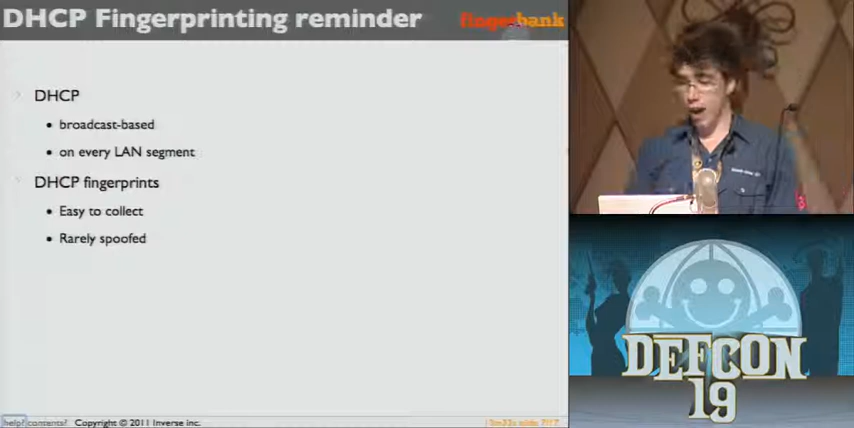 DHCP Fingerprinting reminder
fingerbank
DHCP
• broadcast-based
• on every LAN segment
DHCP fingerprints
• Easy to collect
• Rarely spoofed
help? contents?
Copyright © 2011 Inverse inc.
DEFCON
19